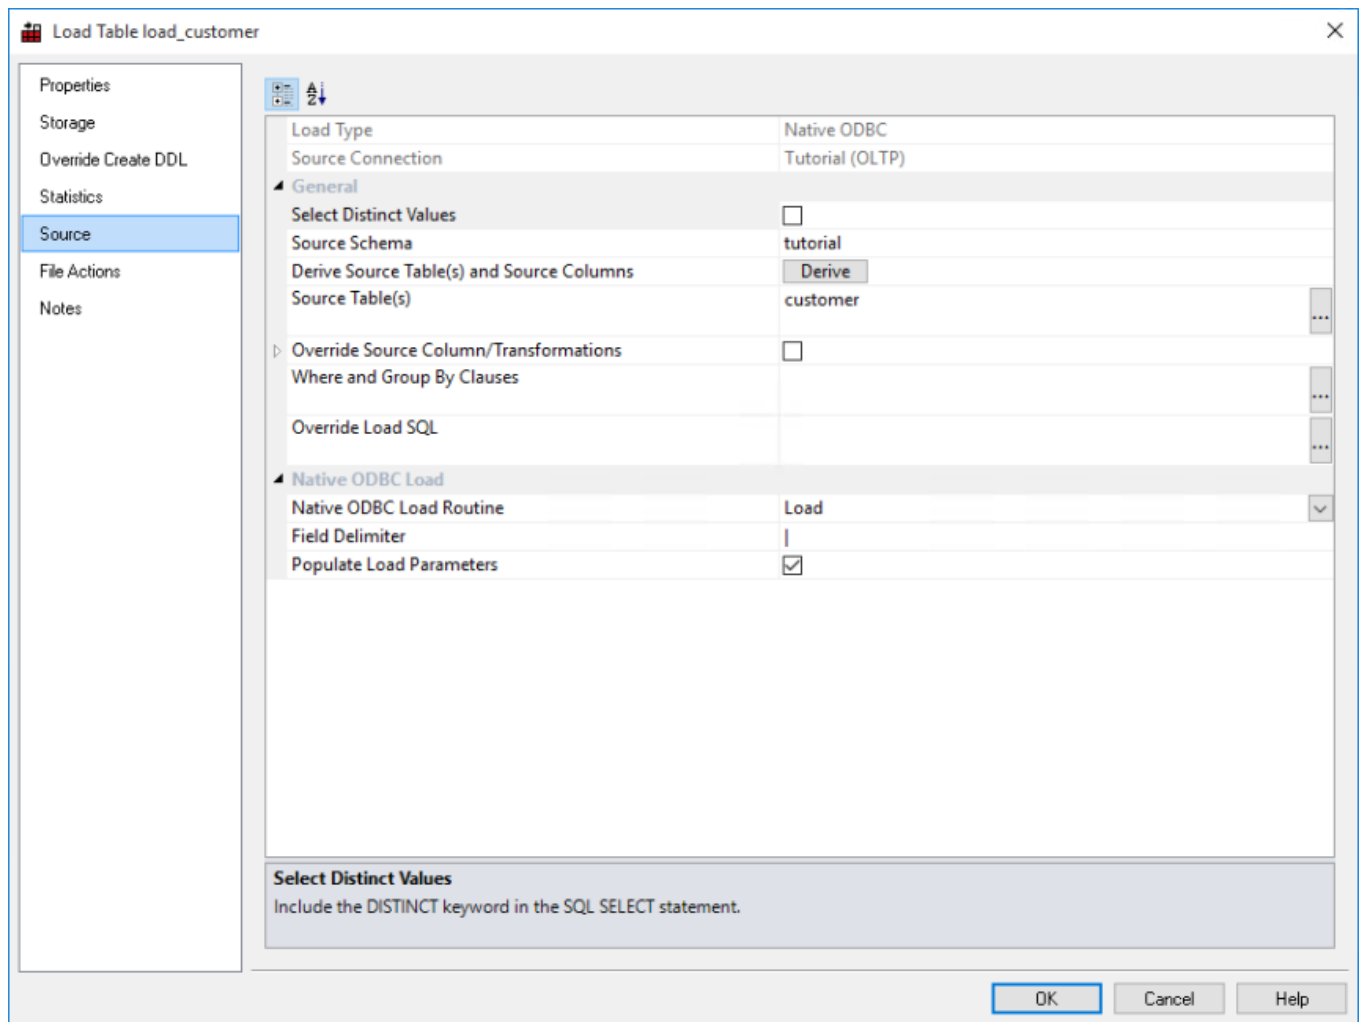 Load Table load_customer
Properties
Storage
Override Create DDL
Statistics
Source
File Actions
Notes
Load Type Native ODBC
Source Connection Tutorial (OLTP)
General
Select Distinct Values
Source Schema tutorial
Derive Source Table(s) and Source Columns Derive
Source Table(s) customer
...
Override Source Column/Transformations
Where and Group By Clauses
...
Override Load SQL
...
Native ODBC Load
Native ODBC Load Routine Load
Field Delimiter |
Populate Load Parameters
Select Distinct Values
Include the DISTINCT keyword in the SQL SELECT statement.
OK Cancel Help